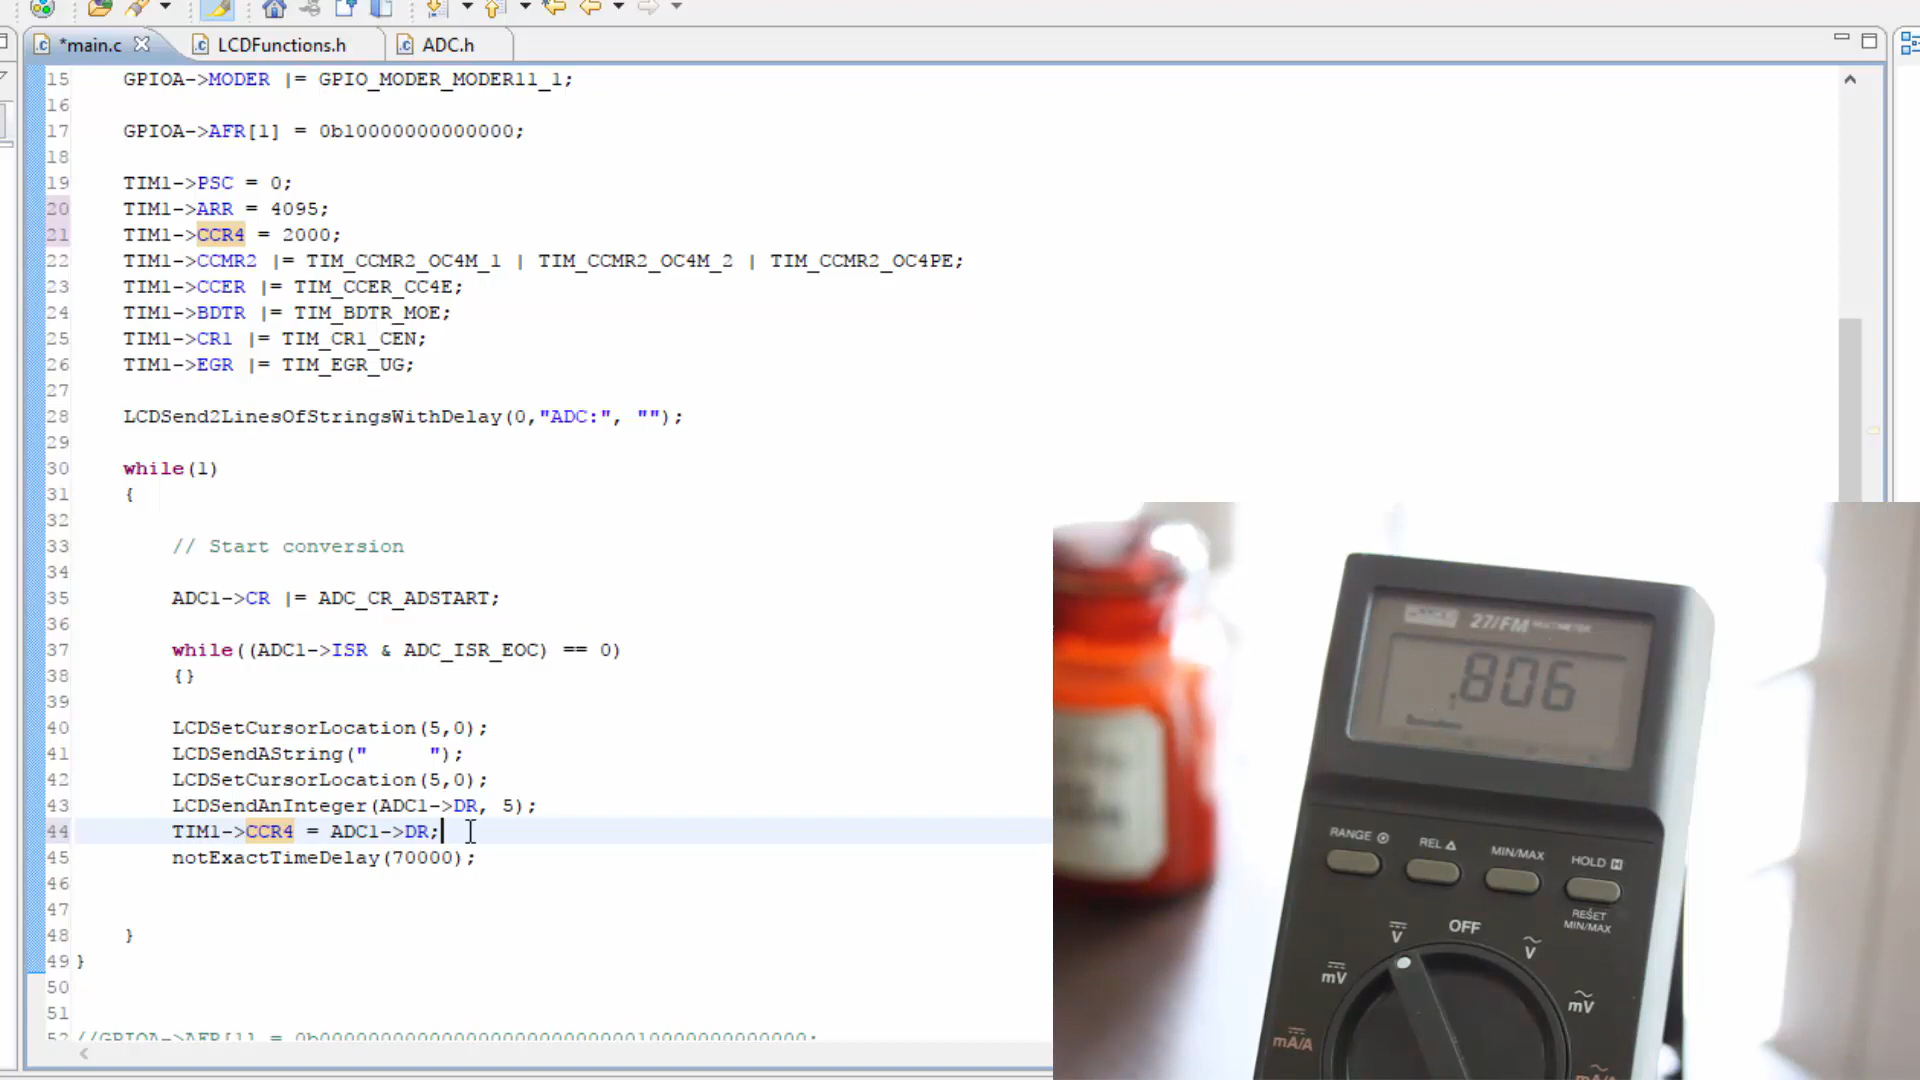 *main.c
LCDFunctions.h
ADC.h
15 GPIOA->MODER |= GPIO_MODER_MODER11_1;
16
17 GPIOA->AFR[1] = 0b10000000000000;
18
19 TIM1->PSC = 0;
20 TIM1->ARR = 4095;
21 TIM1->CCR4 = 2000;
22 TIM1->CCMR2 |= TIM_CCMR2_OC4M_1 | TIM_CCMR2_OC4M_2 | TIM_CCMR2_OC4PE;
23 TIM1->CCER |= TIM_CCER_CC4E;
24 TIM1->BDTR |= TIM_BDTR_MOE;
25 TIM1->CR1 |= TIM_CR1_CEN;
26 TIM1->EGR |= TIM_EGR_UG;
27
28 LCDSend2LinesOfStringsWithDelay(0,"ADC:", "");
29
30 while(1)
31 {
32
33 // Start conversion
34
35 ADC1->CR |= ADC_CR_ADSTART;
36
37 while((ADC1->ISR & ADC_ISR_EOC) == 0)
38 {}
39
40 LCDSetCursorLocation(5,0);
41 LCDSendAString("     ");
42 LCDSetCursorLocation(5,0);
43 LCDSendAnInteger(ADC1->DR, 5);
44 TIM1->CCR4 = ADC1->DR;
45 notExactTimeDelay(70000);
46
47
48 }
49 }
50
51
27/FM MULTIMETER
.806
RANGE
REL △
MIN/MAX
HOLD H
RESET
MIN/MAX
OFF
V
V
mV
mV
mA/A